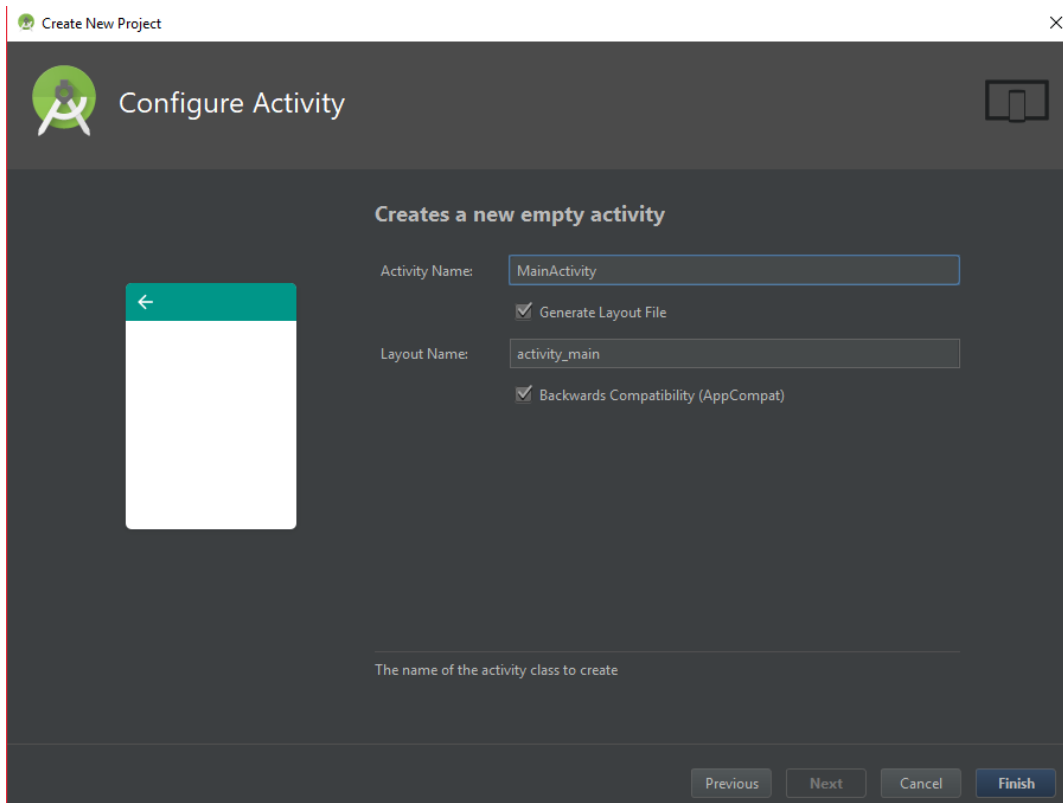 Create New Project
Configure Activity
Creates a new empty activity
Activity Name: MainActivity
Generate Layout File
Layout Name: activity_main
Backwards Compatibility (AppCompat)
The name of the activity class to create
Previous Next Cancel Finish